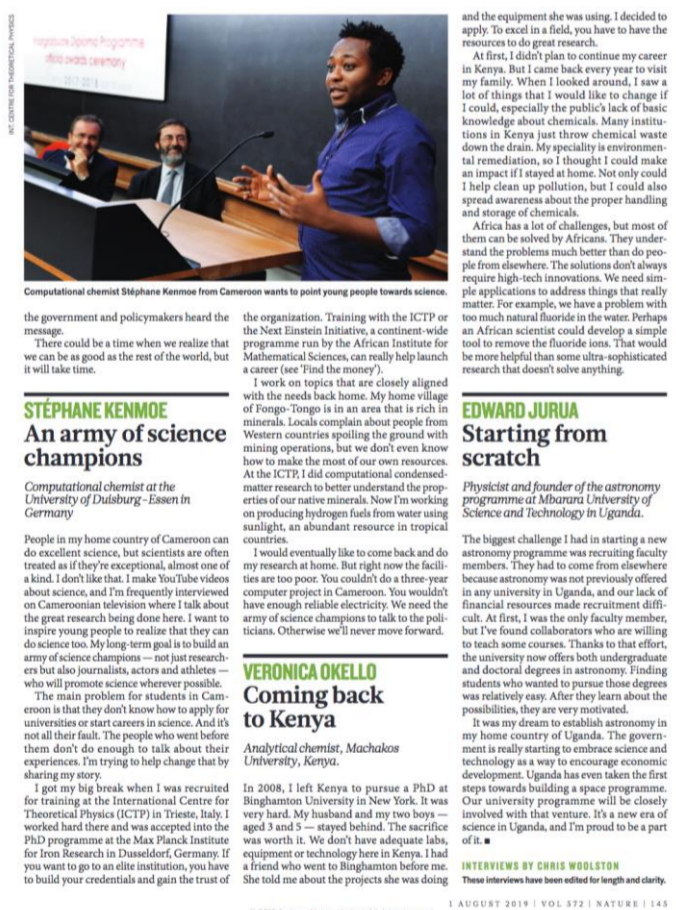 INT. CENTRE FOR THEORETICAL PHYSICS
Postgraduate Diploma Programme
awards ceremony
2017-2018
Computational chemist Stéphane Kenmoe from Cameroon wants to point young people towards science.
the government and policymakers heard the
message.
There could be a time when we realize that
we can be as good as the rest of the world, but
it will take time.
STÉPHANE KENMOE
An army of science
champions
Computational chemist at the
University of Duisburg–Essen in
Germany
People in my home country of Cameroon can
do excellent science, but scientists are often
treated as if they're exceptional, almost one of
a kind. I don't like that. I make YouTube videos
about science, and I'm frequently interviewed
on Cameroonian television where I talk about
the great research being done here. I want to
inspire young people to realize that they can
do science too. My long-term goal is to build an
army of science champions — not just research-
ers but also journalists, actors and athletes —
who will promote science wherever possible.
The main problem for students in Cam-
eroon is that they don't know how to apply for
universities or start careers in science. And it's
not all their fault. The people who went before
them don't do enough to talk about their
experiences. I'm trying to help change that by
sharing my story.
I got my big break when I was recruited
for training at the International Centre for
Theoretical Physics (ICTP) in Trieste, Italy. I
worked hard there and was accepted into the
PhD programme at the Max Planck Institute
for Iron Research in Dusseldorf, Germany. If
you want to go to an elite institution, you have
to build your credentials and gain the trust of
the organization. Training with the ICTP or
the Next Einstein Initiative, a continent-wide
programme run by the African Institute for
Mathematical Sciences, can really help launch
a career (see 'Find the money').
I work on topics that are closely aligned
with the needs back home. My home village
of Fongo-Tongo is in an area that is rich in
minerals. Locals complain about people from
Western countries spoiling the ground with
mining operations, but we don't even know
how to make the most of our own resources.
At the ICTP, I did computational condensed-
matter research to better understand the prop-
erties of our native minerals. Now I'm working
on producing hydrogen fuels from water using
sunlight, an abundant resource in tropical
countries.
I would eventually like to come back and do
my research at home. But right now the facili-
ties are too poor. You couldn't do a three-year
computer project in Cameroon. You wouldn't
have enough reliable electricity. We need the
army of science champions to talk to the poli-
ticians. Otherwise we'll never move forward.
VERONICA OKELLO
Coming back
to Kenya
Analytical chemist, Machakos
University, Kenya.
In 2008, I left Kenya to pursue a PhD at
Binghamton University in New York. It was
very hard. My husband and my two boys —
aged 3 and 5 — stayed behind. The sacrifice
was worth it. We don't have adequate labs,
equipment or technology here in Kenya. I had
a friend who went to Binghamton before me.
She told me about the projects she was doing
and the equipment she was using. I decided to
apply. To excel in a field, you have to have the
resources to do great research.
At first, I didn't plan to continue my career
in Kenya. But I came back every year to visit
my family. When I looked around, I saw a
lot of things that I would like to change if
I could, especially the public's lack of basic
knowledge about chemicals. Many institu-
tions in Kenya just throw chemical waste
down the drain. My speciality is environmen-
tal remediation, so I thought I could make
an impact if I stayed at home. Not only could
I help clean up pollution, but I could also
spread awareness about the proper handling
and storage of chemicals.
Africa has a lot of challenges, but most of
them can be solved by Africans. They under-
stand the problems much better than do peo-
ple from elsewhere. The solutions don't always
require high-tech innovations. We need sim-
ple applications to address things that really
matter. For example, we have a problem with
too much natural fluoride in the water. Perhaps
an African scientist could develop a simple
tool to remove the fluoride ions. That would
be more helpful than some ultra-sophisticated
research that doesn't solve anything.
EDWARD JURUA
Starting from
scratch
Physicist and founder of the astronomy
programme at Mbarara University of
Science and Technology in Uganda.
The biggest challenge I had in starting a new
astronomy programme was recruiting faculty
members. They had to come from elsewhere
because astronomy was not previously offered
in any university in Uganda, and our lack of
financial resources made recruitment diffi-
cult. At first, I was the only faculty member,
but I've found collaborators who are willing
to teach some courses. Thanks to that effort,
the university now offers both undergraduate
and doctoral degrees in astronomy. Finding
students who wanted to pursue those degrees
was relatively easy. After they learn about the
possibilities, they are very motivated.
It was my dream to establish astronomy in
my home country of Uganda. The govern-
ment is really starting to embrace science and
technology as a way to encourage economic
development. Uganda has even taken the first
steps towards building a space programme.
Our university programme will be closely
involved with that venture. It's a new era of
science in Uganda, and I'm proud to be a part
of it. ■
INTERVIEWS BY CHRIS WOOLSTON
These interviews have been edited for length and clarity.
1 AUGUST 2019 | VOL 572 | NATURE | 145